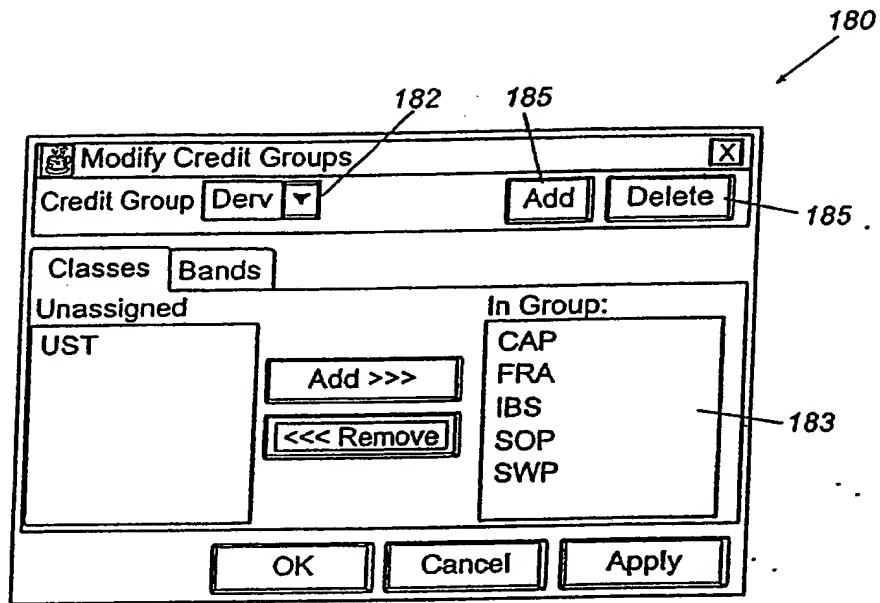 180
182 185
Modify Credit Groups X
Credit Group Derv Add Delete
185
Classes Bands
Unassigned In Group:
UST CAP
Add >>> FRA
IBS
183
<<< Remove SOP
SWP
OK Cancel Apply